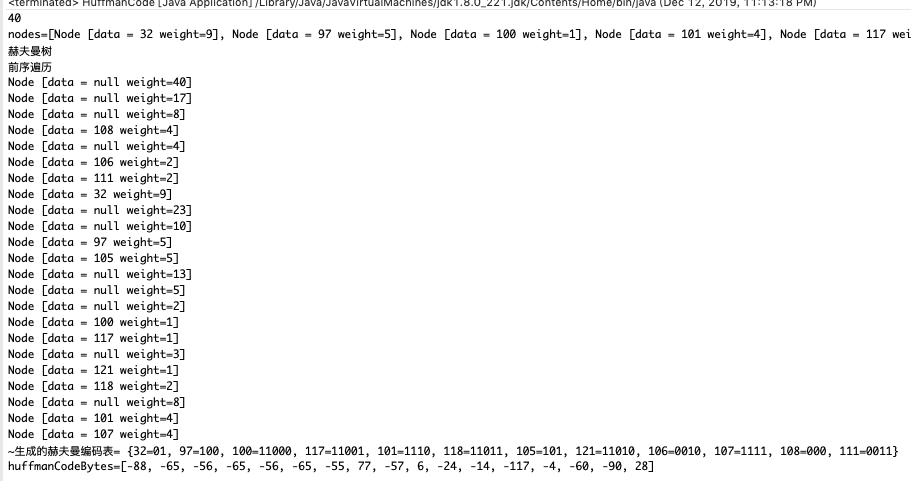 <terminated> HuffmanCode [Java Application] /Library/Java/JavaVirtualMachines/jdk1.8.0_221.jdk/Contents/Home/bin/java (Dec 12, 2019, 11:13:18 PM)
40
nodes=[Node [data = 32 weight=9], Node [data = 97 weight=5], Node [data = 100 weight=1], Node [data = 101 weight=4], Node [data = 117 wei
赫夫曼树
前序遍历
Node [data = null weight=40]
Node [data = null weight=17]
Node [data = null weight=8]
Node [data = 108 weight=4]
Node [data = null weight=4]
Node [data = 106 weight=2]
Node [data = 111 weight=2]
Node [data = 32 weight=9]
Node [data = null weight=23]
Node [data = null weight=10]
Node [data = 97 weight=5]
Node [data = 105 weight=5]
Node [data = null weight=13]
Node [data = null weight=5]
Node [data = null weight=2]
Node [data = 100 weight=1]
Node [data = 117 weight=1]
Node [data = null weight=3]
Node [data = 121 weight=1]
Node [data = 118 weight=2]
Node [data = null weight=8]
Node [data = 101 weight=4]
Node [data = 107 weight=4]
~生成的赫夫曼编码表= {32=01, 97=100, 100=11000, 117=11001, 101=1110, 118=11011, 105=101, 121=11010, 106=0010, 107=1111, 108=000, 111=0011}
huffmanCodeBytes=[-88, -65, -56, -65, -56, -65, -55, 77, -57, 6, -24, -14, -117, -4, -60, -90, 28]